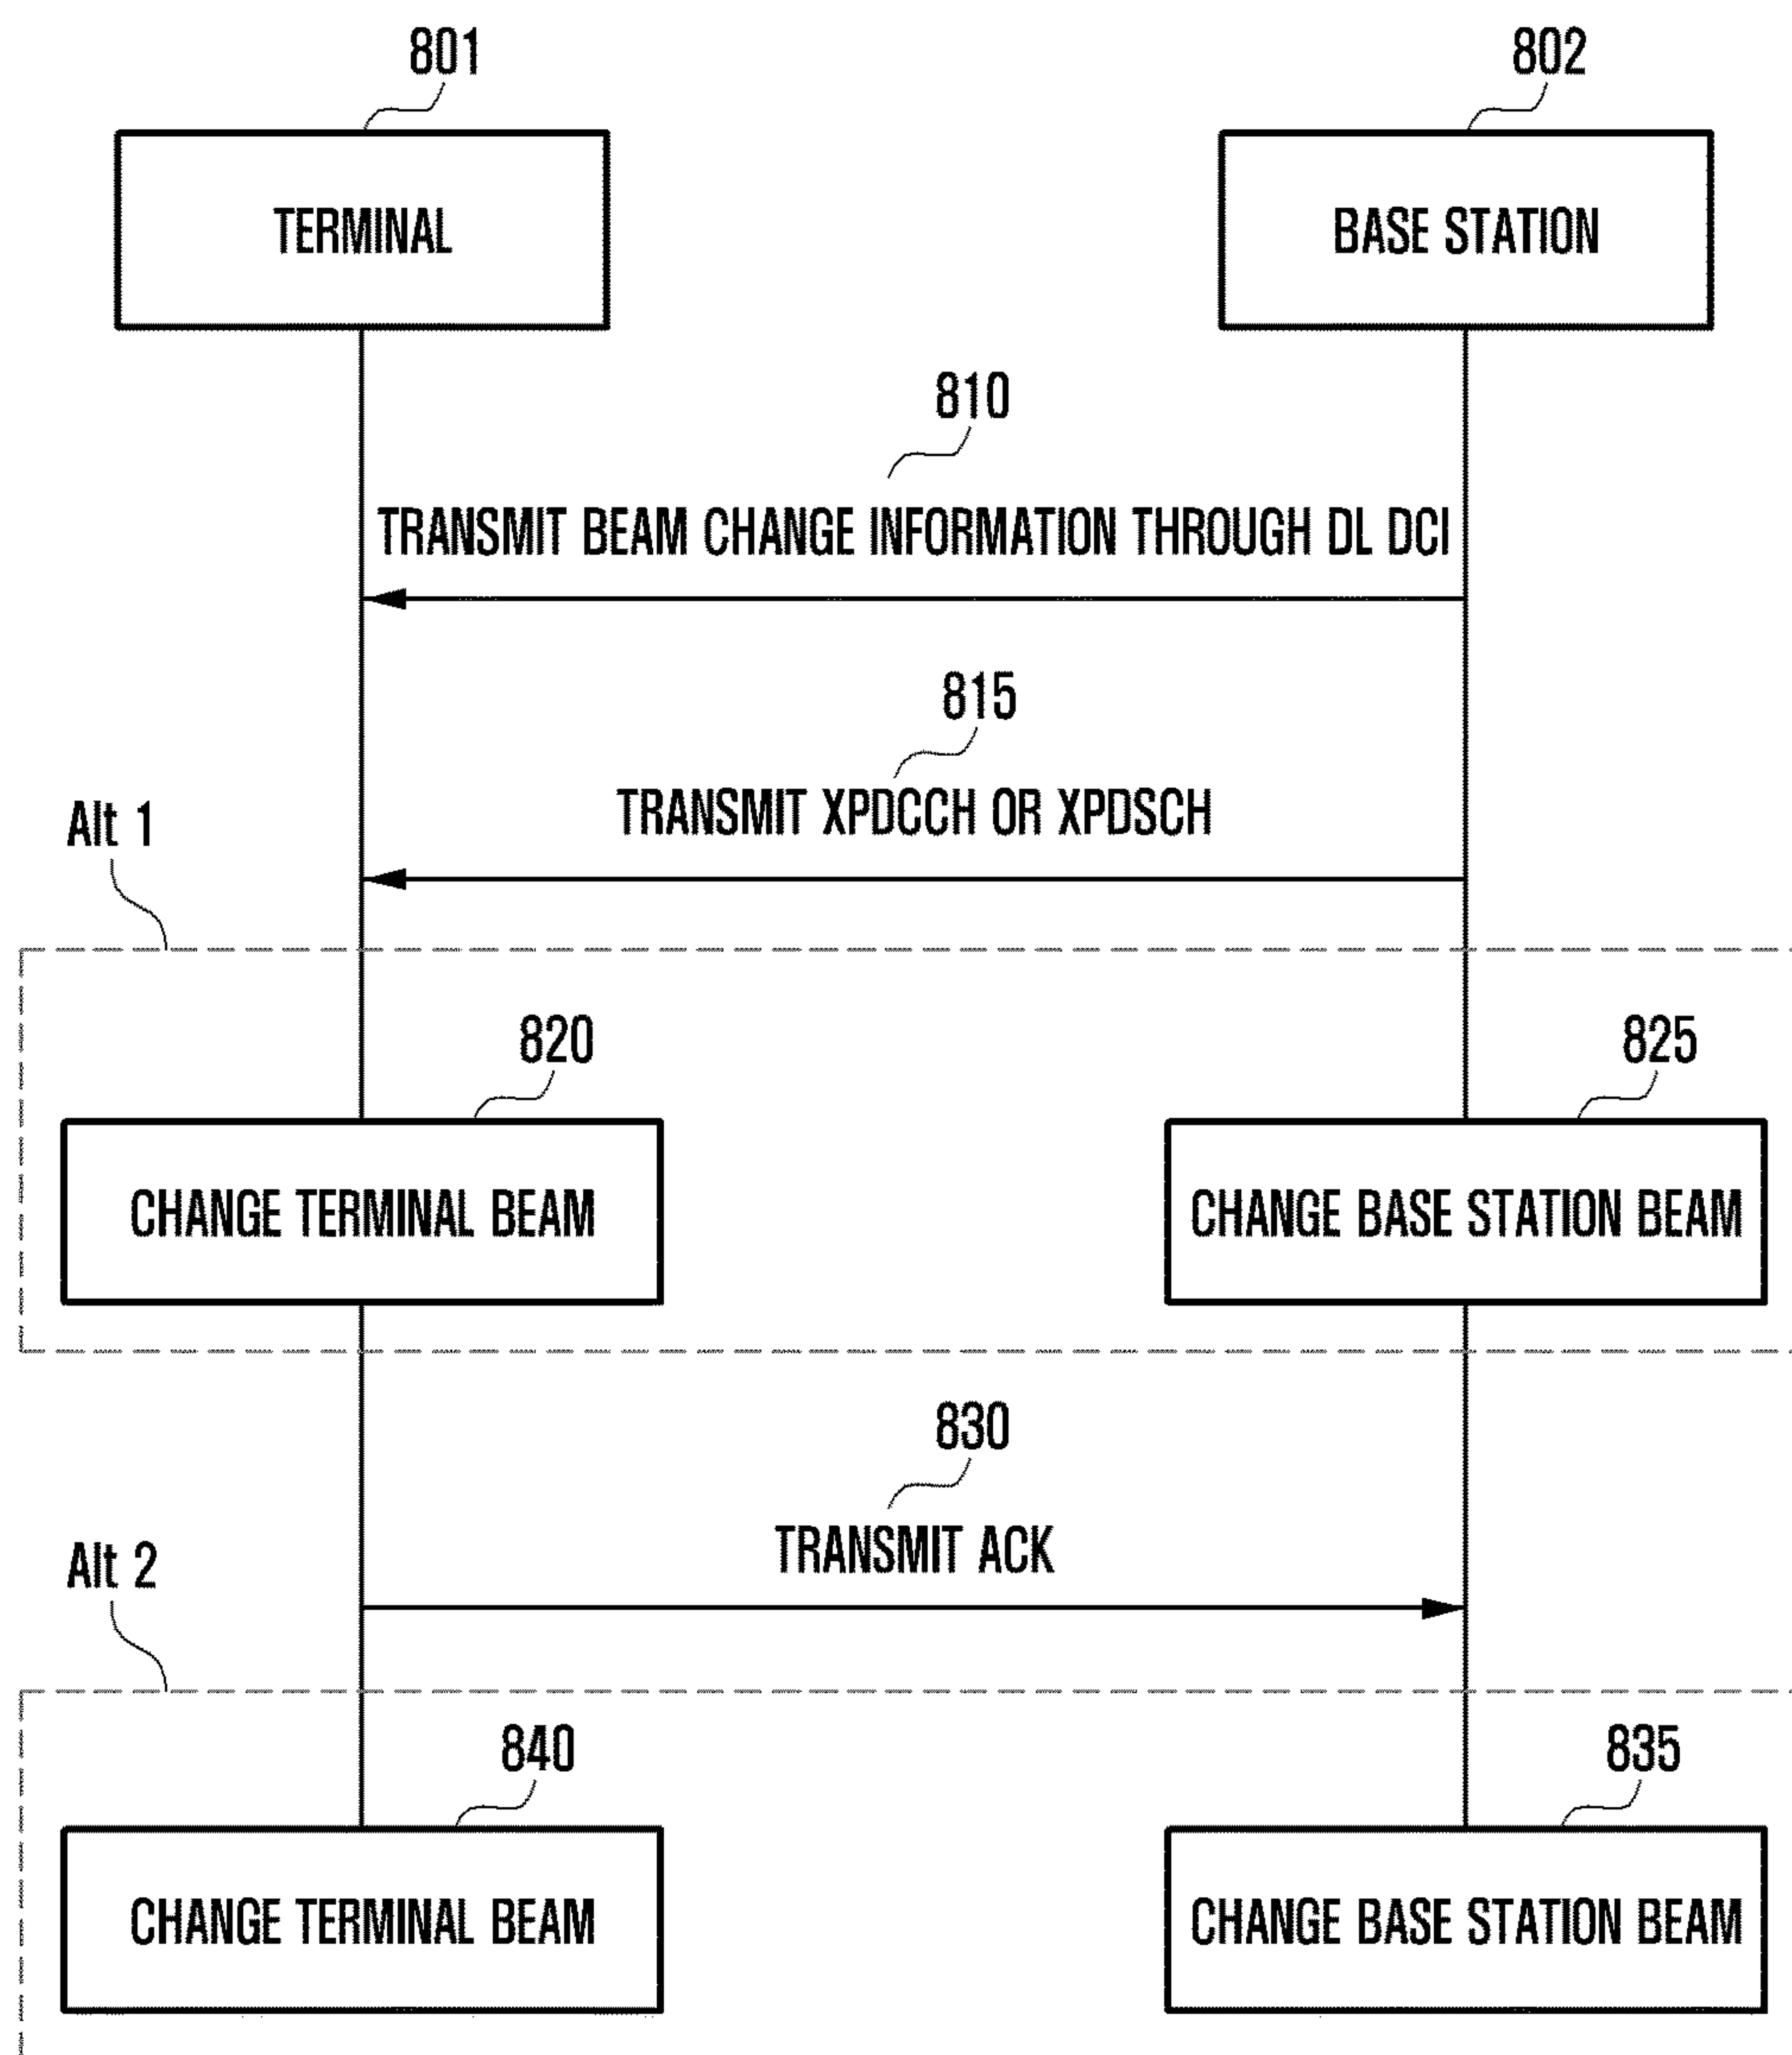 801
802
TERMINAL
BASE STATION
810
TRANSMIT BEAM CHANGE INFORMATION THROUGH DL DCI
815
TRANSMIT XPDCCH OR XPDSCH
Alt 1
820
825
CHANGE TERMINAL BEAM
CHANGE BASE STATION BEAM
830
TRANSMIT ACK
Alt 2
840
835
CHANGE TERMINAL BEAM
CHANGE BASE STATION BEAM